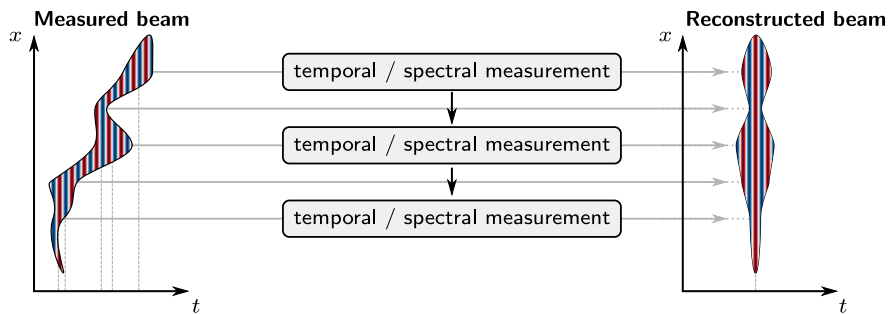 Measured beam
x
t
temporal / spectral measurement
temporal / spectral measurement
temporal / spectral measurement
Reconstructed beam
x
t